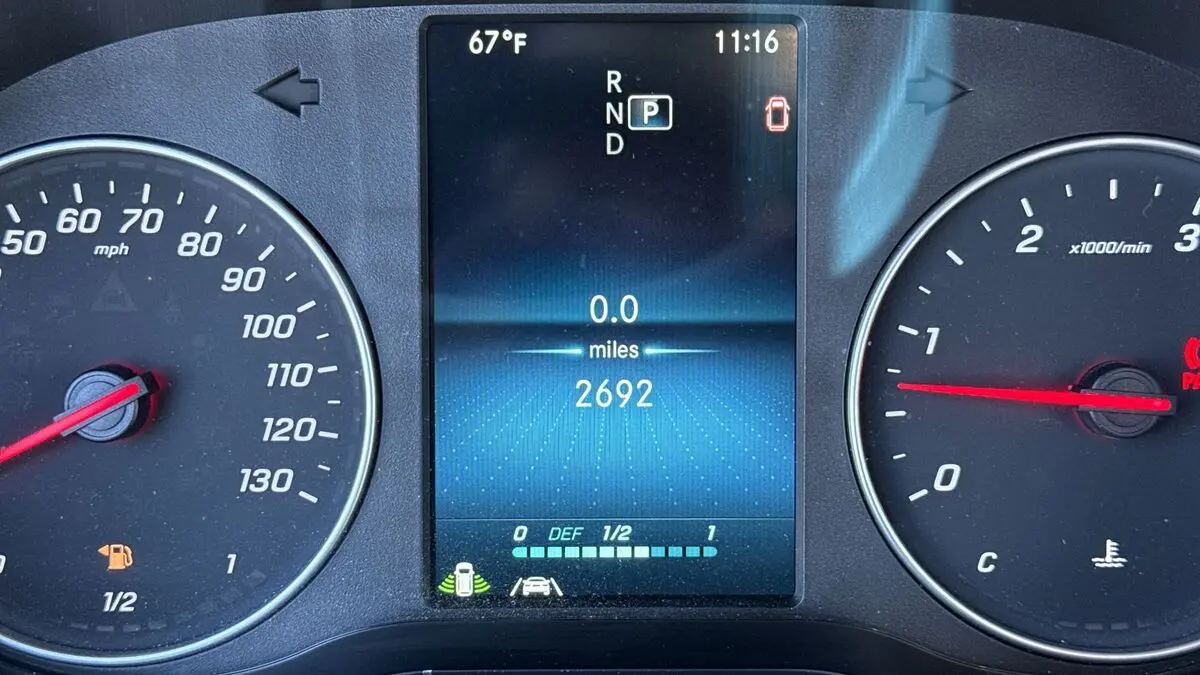 67°F 11:16
R
N P
D
50 60 70 80 90 100 110 120 130
mph
0.0
miles
2692
0 DEF 1/2 1
0 1 2 3
x1000/min
1/2 1
C